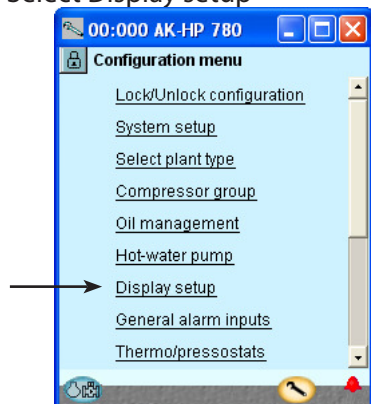 Select Display setup
00:000 AK-HP 780
Configuration menu
Lock/Unlock configuration
System setup
Select plant type
Compressor group
Oil management
Hot-water pump
Display setup
General alarm inputs
Thermo/pressostats